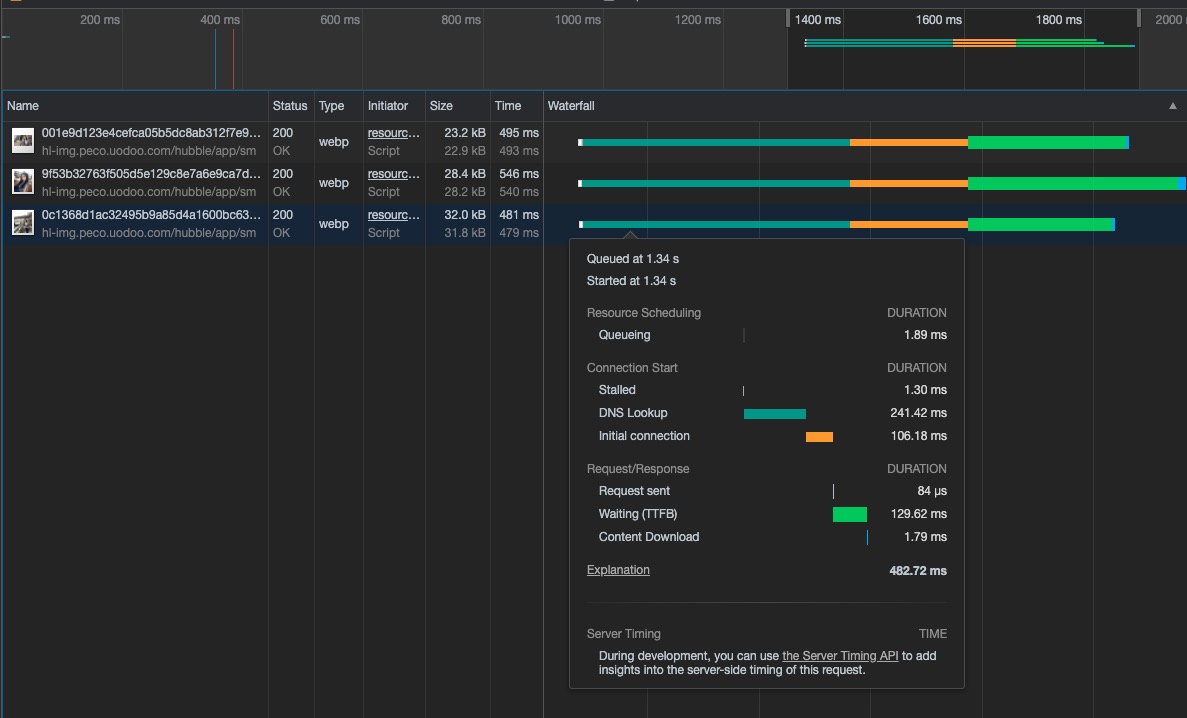 200 ms 400 ms 600 ms 800 ms 1000 ms 1200 ms 1400 ms 1600 ms 1800 ms 2000
Name Status Type Initiator Size Time Waterfall
001e9d123e4cefca05b5dc8ab312f7e9… 200 webp resourc… 23.2 kB 495 ms
hl-img.peco.uodoo.com/hubble/app/sm OK Script 22.9 kB 493 ms
9f53b32763f505d5e129c8e7a6e9ca7d… 200 webp resourc… 28.4 kB 546 ms
hl-img.peco.uodoo.com/hubble/app/sm OK Script 28.2 kB 540 ms
0c1368d1ac32495b9a85d4a1600bc63… 200 webp resourc… 32.0 kB 481 ms
hl-img.peco.uodoo.com/hubble/app/sm OK Script 31.8 kB 479 ms
Queued at 1.34 s
Started at 1.34 s
Resource Scheduling DURATION
Queueing 1.89 ms
Connection Start DURATION
Stalled 1.30 ms
DNS Lookup 241.42 ms
Initial connection 106.18 ms
Request/Response DURATION
Request sent 84 μs
Waiting (TTFB) 129.62 ms
Content Download 1.79 ms
Explanation 482.72 ms
Server Timing TIME
During development, you can use the Server Timing API to add
insights into the server-side timing of this request.